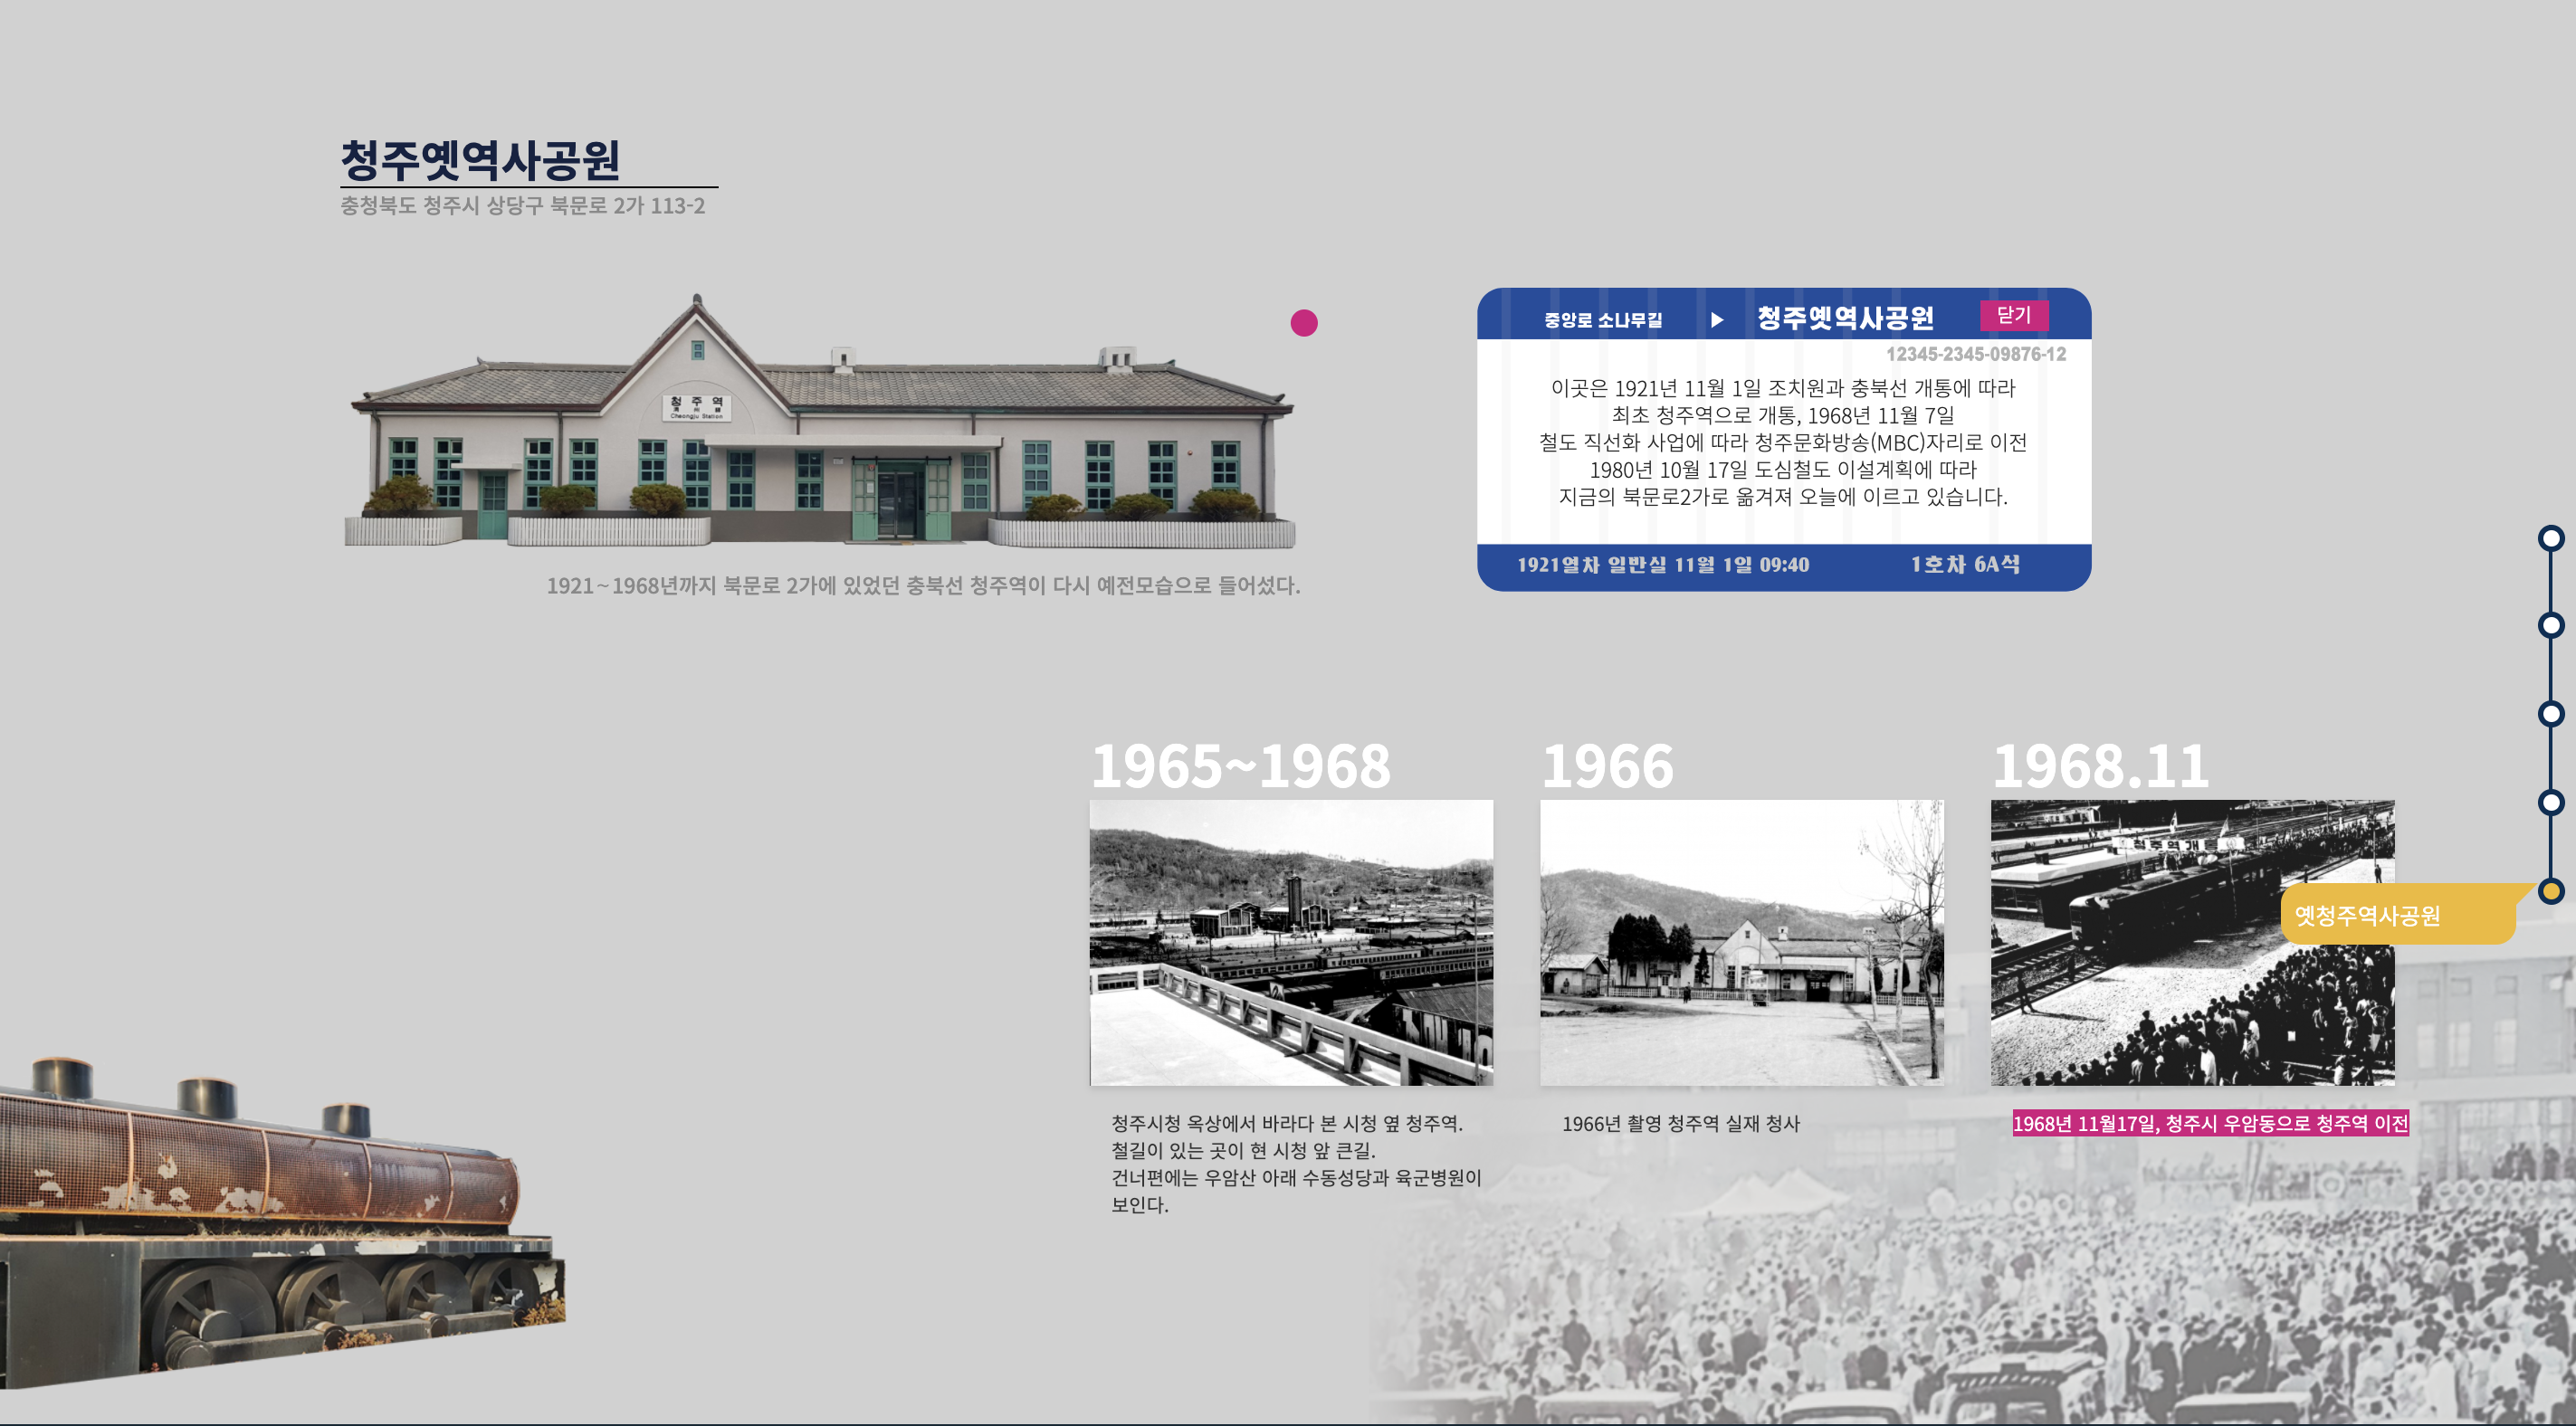 청주옛역사공원
충청북도 청주시 상당구 북문로 2가 113-2
청 주 역
Cheongju Station
1921~1968년까지 북문로 2가에 있었던 충북선 청주역이 다시 예전모습으로 들어섰다.
중앙로 소나무길 ▶ 청주옛역사공원 닫기
12345-2345-09876-12
이곳은 1921년 11월 1일 조치원과 충북선 개통에 따라
최초 청주역으로 개통, 1968년 11월 7일
철도 직선화 사업에 따라 청주문화방송(MBC)자리로 이전
1980년 10월 17일 도심철도 이설계획에 따라
지금의 북문로2가로 옮겨져 오늘에 이르고 있습니다.
1921열차 일반실 11월 1일 09:40 1호차 6A석
1965~1968
청주시청 옥상에서 바라다 본 시청 옆 청주역.
철길이 있는 곳이 현 시청 앞 큰길.
건너편에는 우암산 아래 수동성당과 육군병원이
보인다.
1966
1966년 촬영 청주역 실재 청사
1968.11
청주역개통
1968년 11월17일, 청주시 우암동으로 청주역 이전
옛청주역사공원